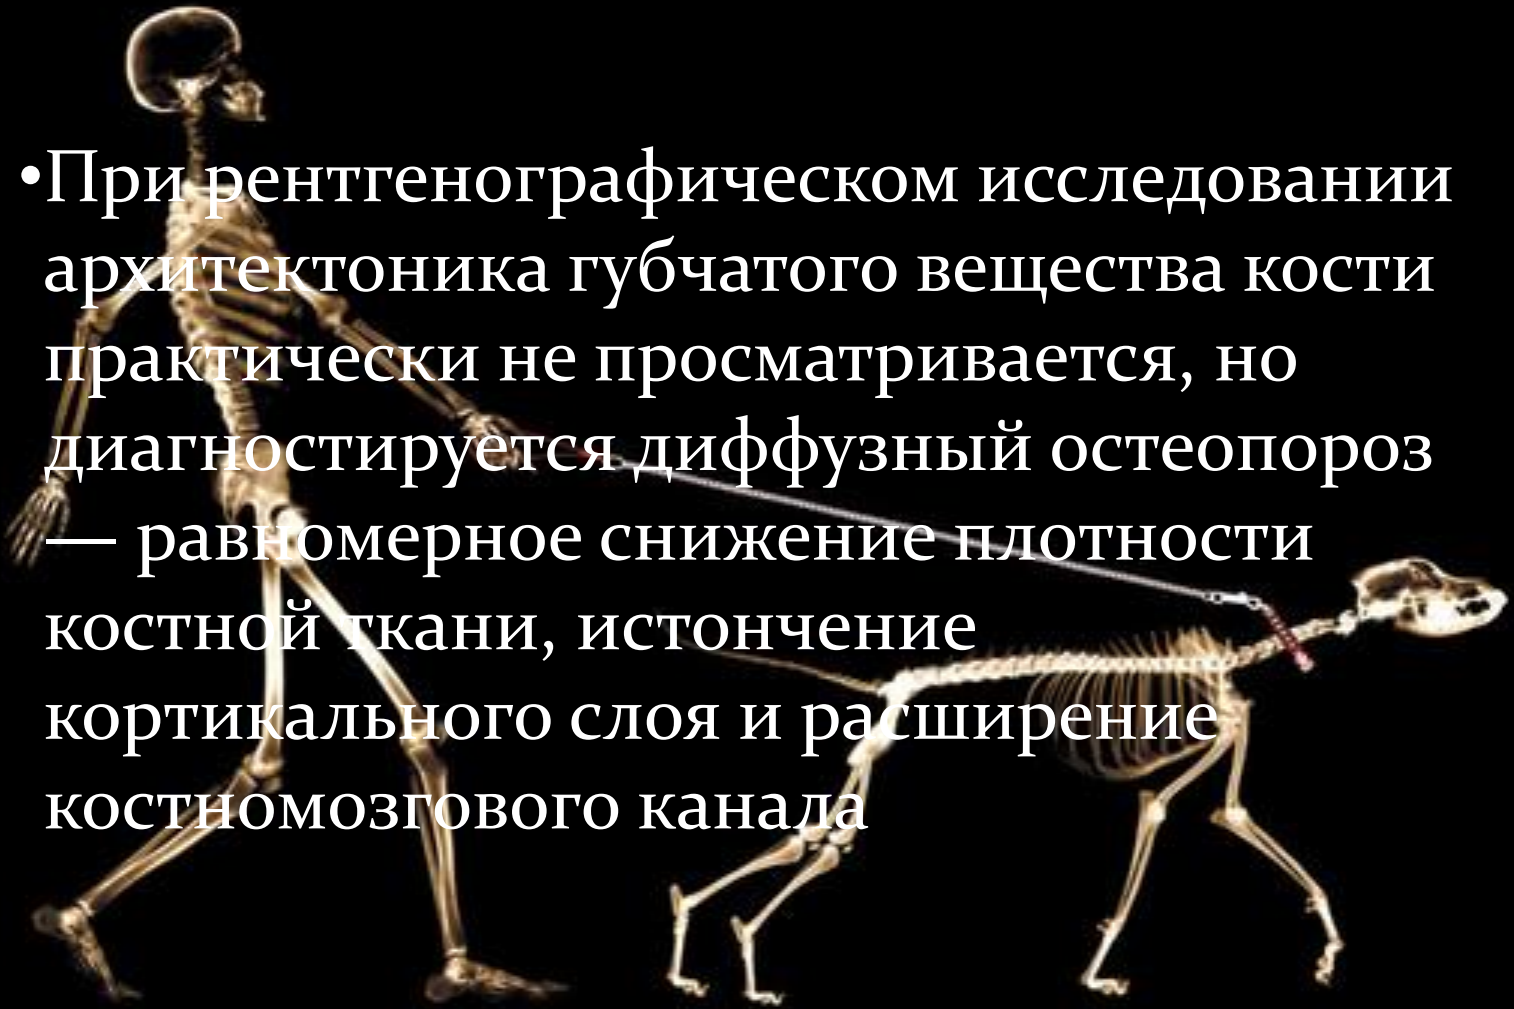 •При рентгенографическом исследовании
архитектоника губчатого вещества кости
практически не просматривается, но
диагностируется диффузный остеопороз
— равномерное снижение плотности
костной ткани, истончение
кортикального слоя и расширение
костномозгового канала